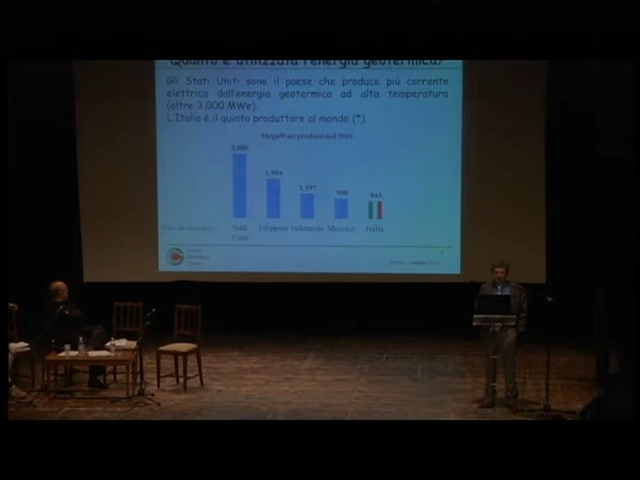 Quanto è utilizzata l'energia geotermica?
Gli Stati Uniti sono il paese che produce più corrente
elettrica dall'energia geotermica ad alta temperatura
(oltre 3.000 MWe).
L'Italia è il quinto produttore al mondo (*).
MegaWatt prodotti nel 2010
3.086
1.904
1.197
958
843
Stati Uniti
Filippine
Indonesia
Messico
Italia